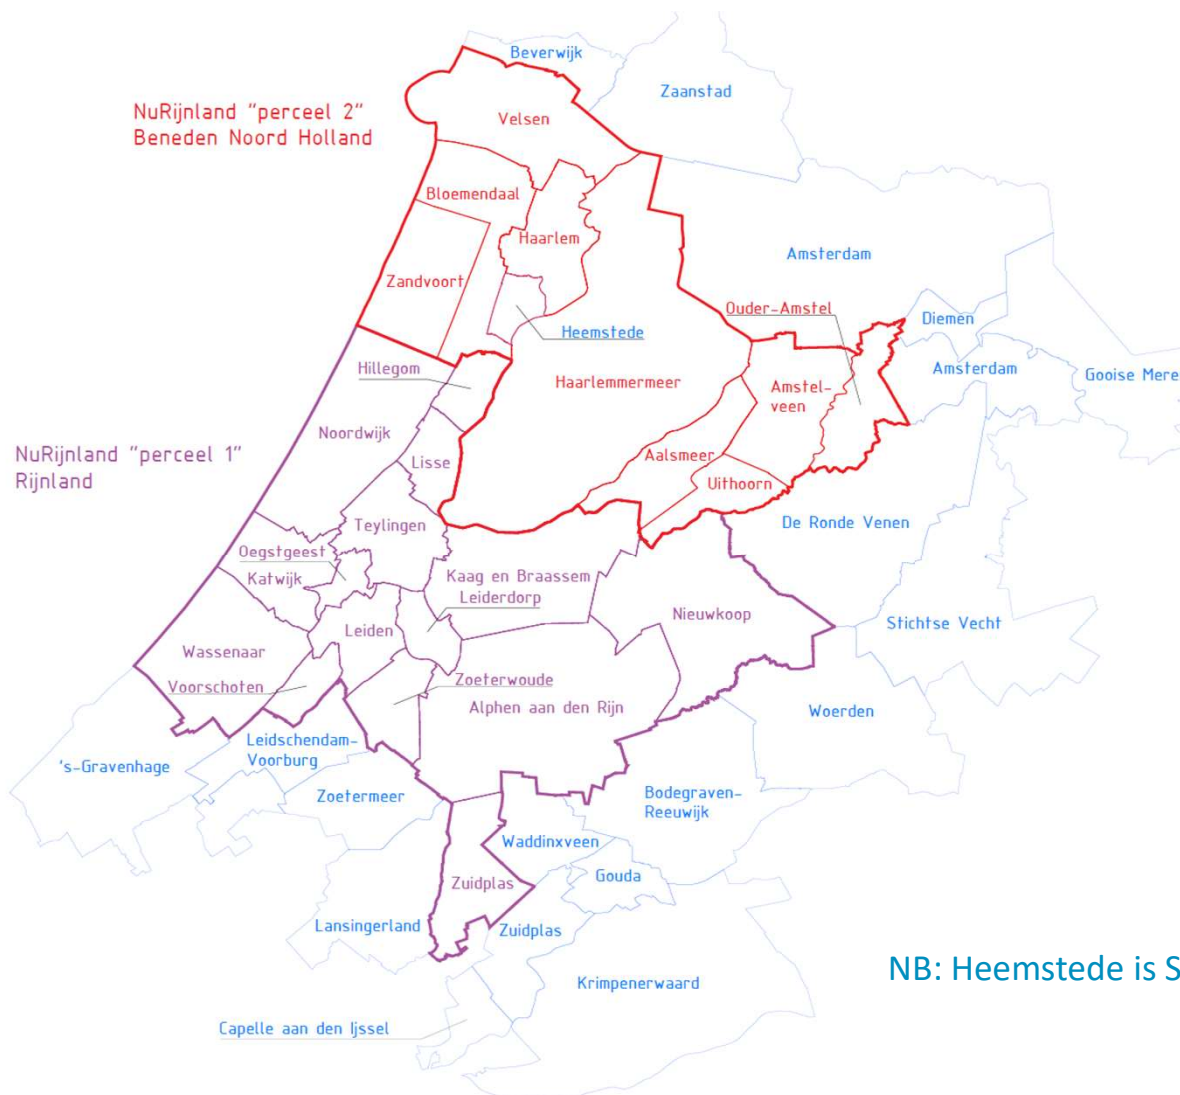 Beverwijk
Zaanstad
NuRijnland "perceel 2"
Beneden Noord Holland
Velsen
Bloemendaal
Haarlem
Amsterdam
Zandvoort
Ouder-Amstel
Diemen
Heemstede
Hillegom
Haarlemmermeer
Amstel-
veen
Amsterdam
Gooise Mere
Noordwijk
NuRijnland "perceel 1"
Rijnland
Lisse
Aalsmeer
Uithoorn
Teylingen
De Ronde Venen
Oegstgeest
Katwijk
Kaag en Braassem
Leiderdorp
Nieuwkoop
Leiden
Stichtse Vecht
Wassenaar
Voorschoten
Zoeterwoude
Alphen aan den Rijn
Woerden
Leidschendam-
Voorburg
's-Gravenhage
Zoetermeer
Bodegraven-
Reeuwijk
Waddinxveen
Gouda
Zuidplas
Lansingerland
Zuidplas
NB: Heemstede is S
Krimpenerwaard
Capelle aan den Ijssel